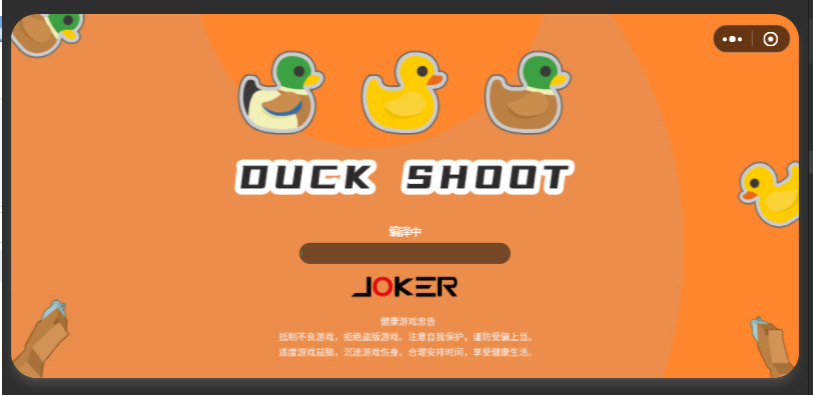 DUCK SHOOT
编译中
JOKER
健康游戏忠告
抵制不良游戏，拒绝盗版游戏。注意自我保护，谨防受骗上当。
适度游戏益脑，沉迷游戏伤身。合理安排时间，享受健康生活。